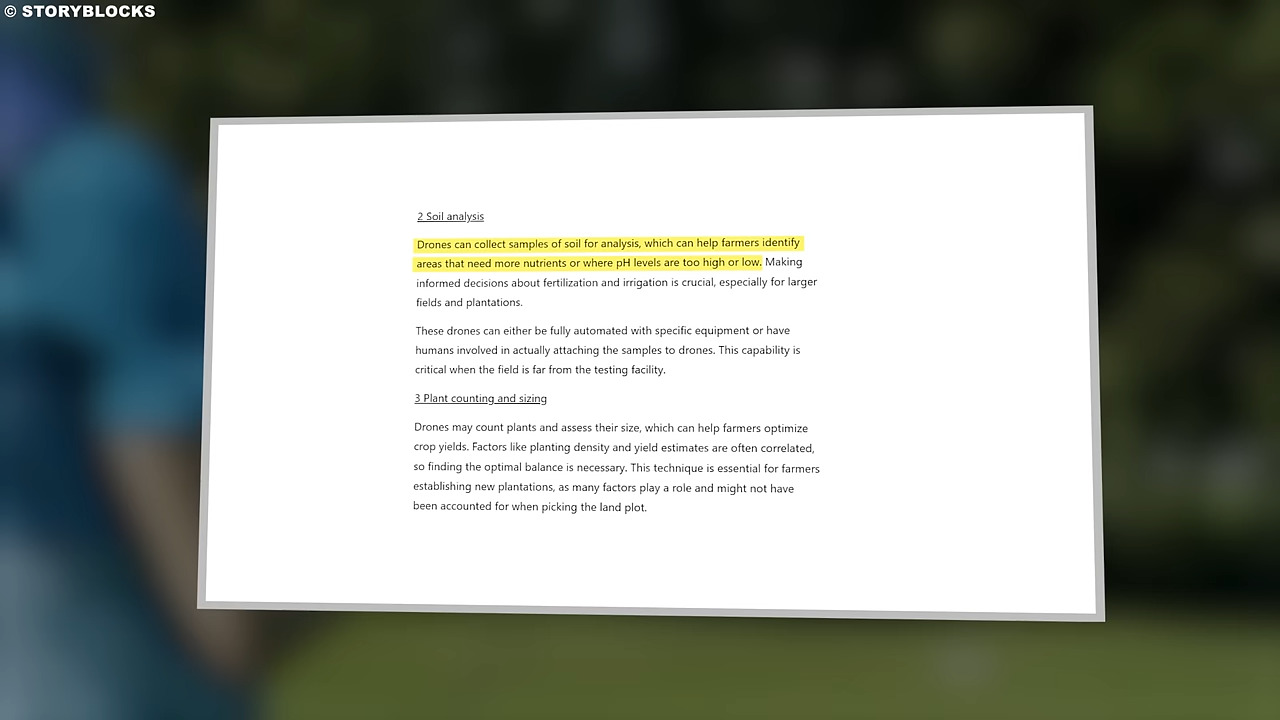 © STORYBLOCKS
2 Soil analysis
Drones can collect samples of soil for analysis, which can help farmers identify
areas that need more nutrients or where pH levels are too high or low. Making
informed decisions about fertilization and irrigation is crucial, especially for larger
fields and plantations.
These drones can either be fully automated with specific equipment or have
humans involved in actually attaching the samples to drones. This capability is
critical when the field is far from the testing facility.
3 Plant counting and sizing
Drones may count plants and assess their size, which can help farmers optimize
crop yields. Factors like planting density and yield estimates are often correlated,
so finding the optimal balance is necessary. This technique is essential for farmers
establishing new plantations, as many factors play a role and might not have
been accounted for when picking the land plot.